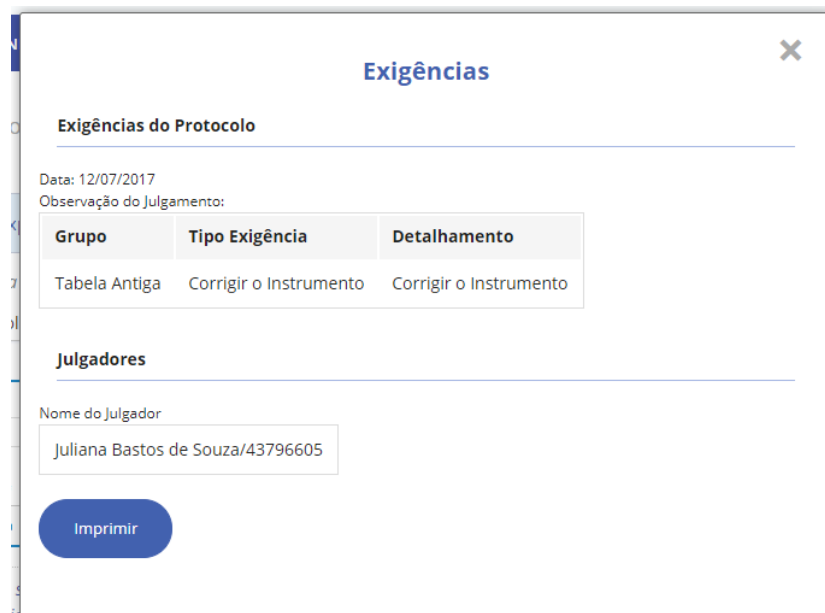 Exigências
Exigências do Protocolo
Data: 12/07/2017
Observação do Julgamento:
Grupo Tipo Exigência Detalhamento
Tabela Antiga Corrigir o Instrumento Corrigir o Instrumento
Julgadores
Nome do Julgador
Juliana Bastos de Souza/43796605
Imprimir